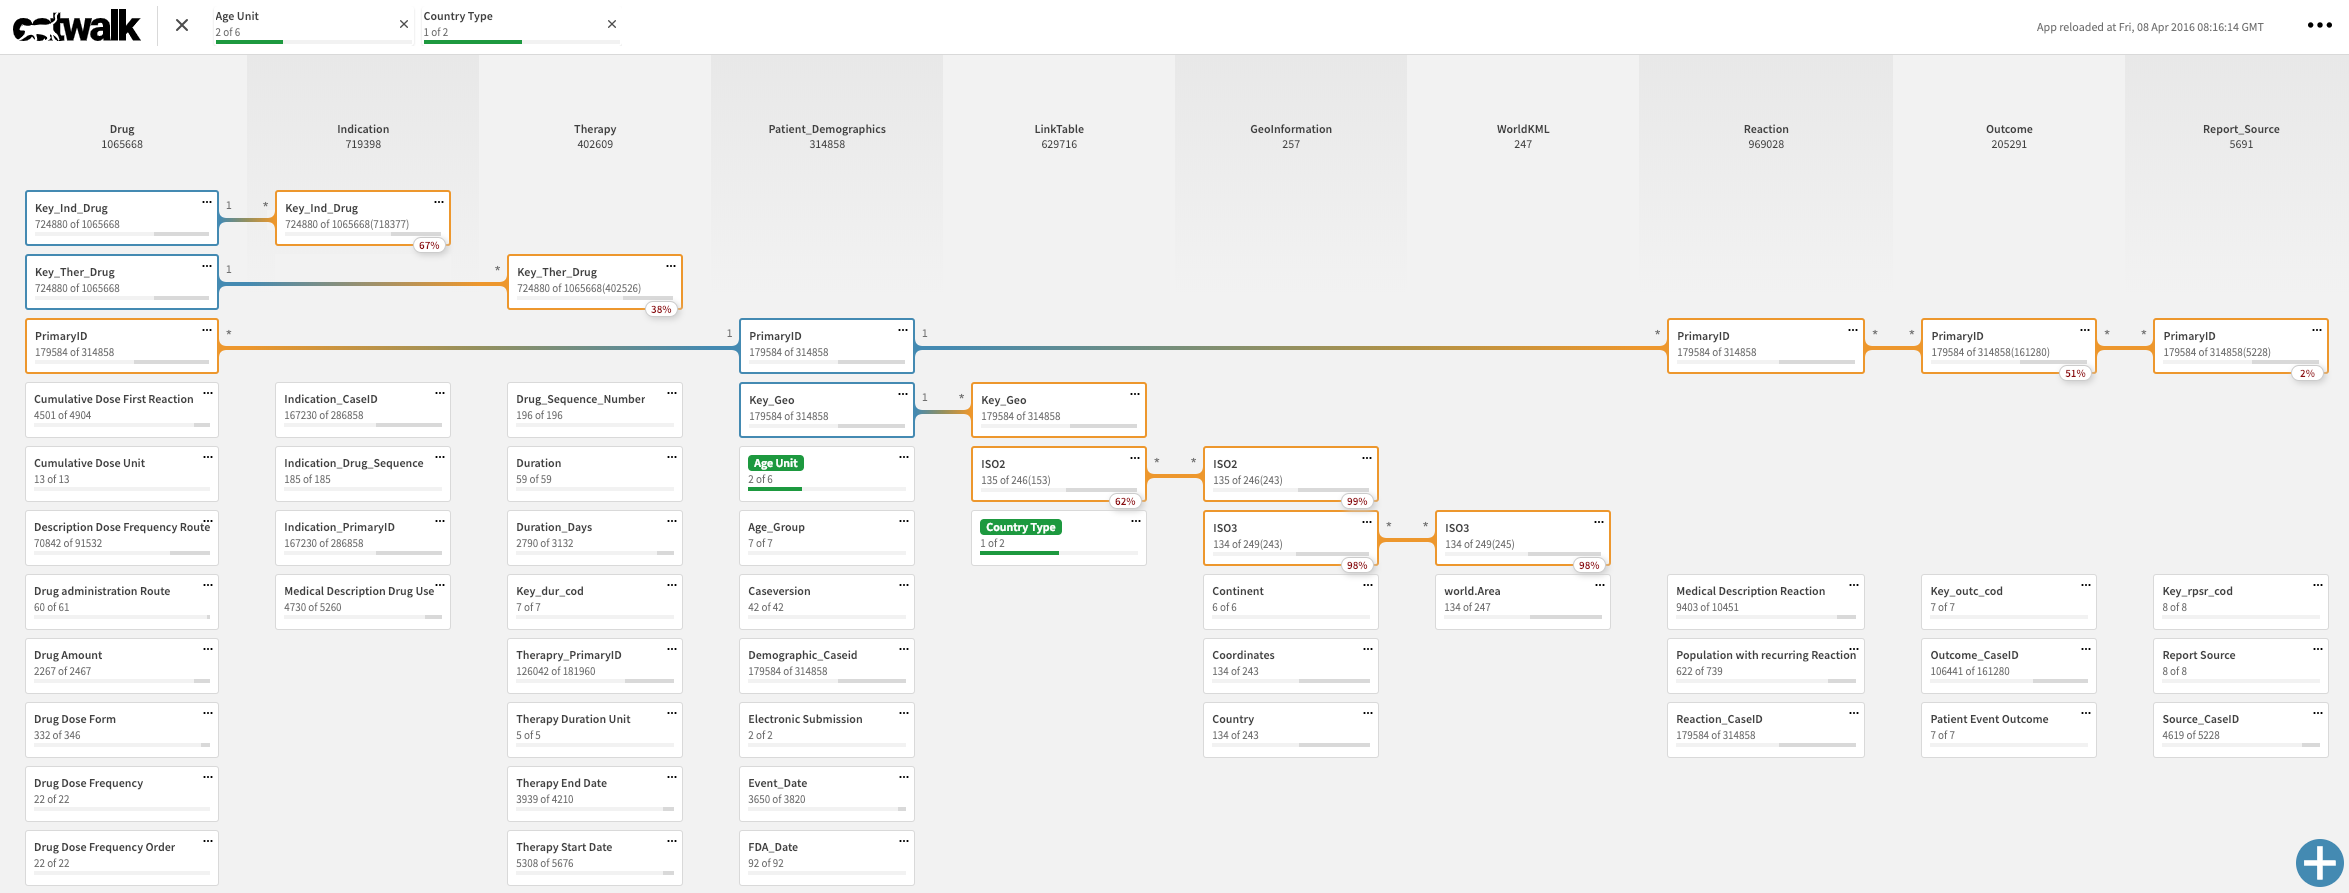 catwalk
Age Unit
2 of 6
Country Type
1 of 2
App reloaded at Fri, 08 Apr 2016 08:16:14 GMT
Drug
1065668
Indication
719398
Therapy
402609
Patient_Demographics
314858
LinkTable
629716
GeoInformation
257
WorldKML
247
Reaction
969028
Outcome
205291
Report_Source
5691
Key_Ind_Drug
724880 of 1065668
1
*
Key_Ind_Drug
724880 of 1065668(718377)
67%
Key_Ther_Drug
724880 of 1065668
1
*
Key_Ther_Drug
724880 of 1065668(402526)
38%
PrimaryID
179584 of 314858
*
1
PrimaryID
179584 of 314858
1
*
PrimaryID
179584 of 314858
*
*
PrimaryID
179584 of 314858(161280)
51%
*
*
PrimaryID
179584 of 314858(5228)
2%
Cumulative Dose First Reaction
4501 of 4904
Indication_CaseID
167230 of 286858
Drug_Sequence_Number
196 of 196
Key_Geo
179584 of 314858
1
*
Key_Geo
179584 of 314858
Cumulative Dose Unit
13 of 13
Indication_Drug_Sequence
185 of 185
Duration
59 of 59
Age Unit
2 of 6
ISO2
135 of 246(153)
62%
*
*
ISO2
135 of 246(243)
99%
Description Dose Frequency Route
70842 of 91532
Indication_PrimaryID
167230 of 286858
Duration_Days
2790 of 3132
Age_Group
7 of 7
Country Type
1 of 2
ISO3
134 of 249(243)
98%
*
*
ISO3
134 of 249(245)
98%
Drug administration Route
60 of 61
Medical Description Drug Use
4730 of 5260
Key_dur_cod
7 of 7
Caseversion
42 of 42
Continent
6 of 6
world.Area
134 of 247
Medical Description Reaction
9403 of 10451
Key_outc_cod
7 of 7
Key_rpsr_cod
8 of 8
Drug Amount
2267 of 2467
Therapry_PrimaryID
126042 of 181960
Demographic_Caseid
179584 of 314858
Coordinates
134 of 243
Population with recurring Reaction
622 of 739
Outcome_CaseID
106441 of 161280
Report Source
8 of 8
Drug Dose Form
332 of 346
Therapy Duration Unit
5 of 5
Electronic Submission
2 of 2
Country
134 of 243
Reaction_CaseID
179584 of 314858
Patient Event Outcome
7 of 7
Source_CaseID
4619 of 5228
Drug Dose Frequency
22 of 22
Therapy End Date
3939 of 4210
Event_Date
3650 of 3820
Drug Dose Frequency Order
22 of 22
Therapy Start Date
5308 of 5676
FDA_Date
92 of 92